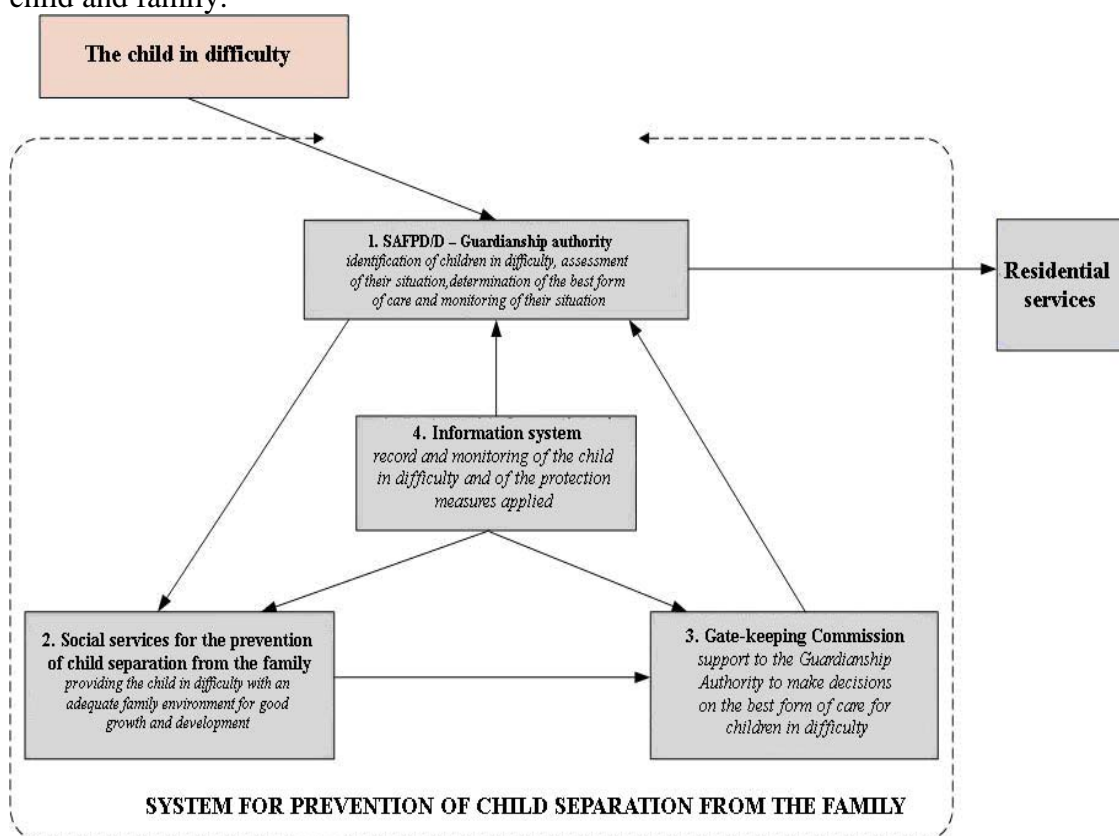 child and family.
The child in difficulty
1. SAFPD/D – Guardianship authority
identification of children in difficulty, assessment
of their situation,determination of the best form
of care and monitoring of their situation
Residential
services
4. Information system
record and monitoring of the child
in difficulty and of the protection
measures applied
2. Social services for the prevention
of child separation from the family
providing the child in difficulty with an
adequate family environment for good
growth and development
3. Gate-keeping Commission
support to the Guardianship
Authority to make decisions
on the best form of care for
children in difficulty
SYSTEM FOR PREVENTION OF CHILD SEPARATION FROM THE FAMILY